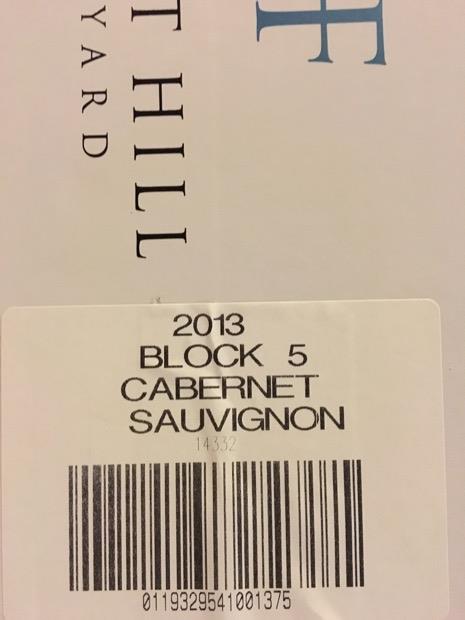 F
T HILL
YARD
2013
BLOCK 5
CABERNET
SAUVIGNON
14332
0119329541001375